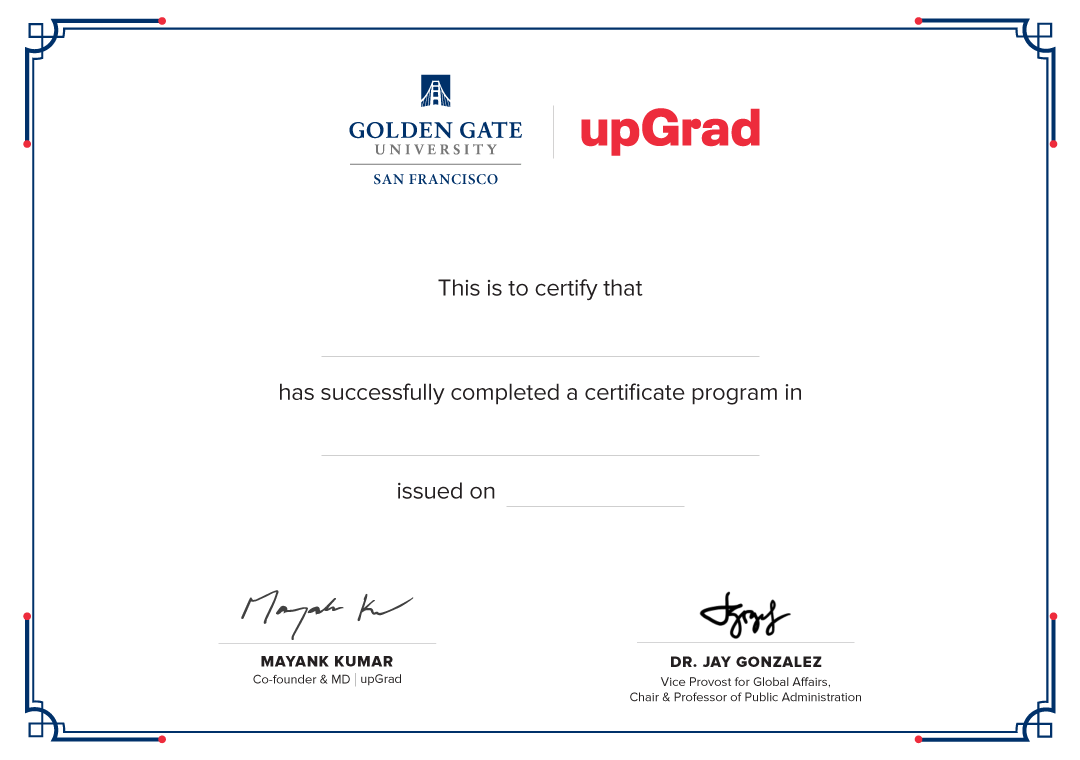 GOLDEN GATE
UNIVERSITY
SAN FRANCISCO
upGrad
This is to certify that
has successfully completed a certificate program in
issued on
Mayank Ku
MAYANK KUMAR
Co-founder & MD | upGrad
DR. JAY GONZALEZ
Vice Provost for Global Affairs,
Chair & Professor of Public Administration